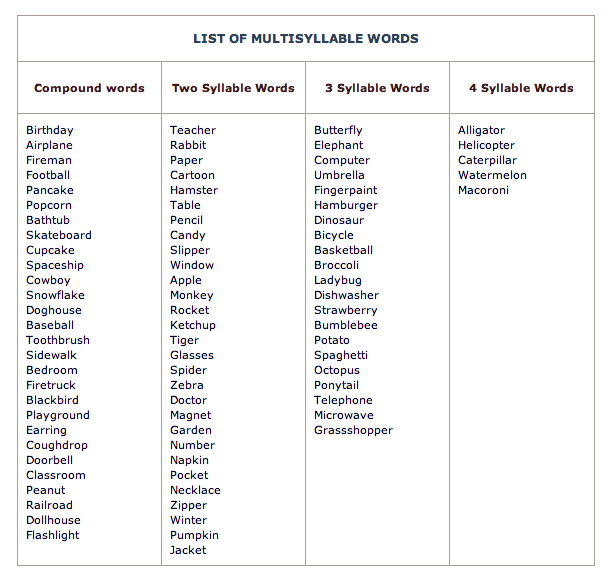 LIST OF MULTISYLLABLE WORDS
Compound words
Two Syllable Words
3 Syllable Words
4 Syllable Words
Birthday
Airplane
Fireman
Football
Pancake
Popcorn
Bathtub
Skateboard
Cupcake
Spaceship
Cowboy
Snowflake
Doghouse
Baseball
Toothbrush
Sidewalk
Bedroom
Firetruck
Blackbird
Playground
Earring
Coughdrop
Doorbell
Classroom
Peanut
Railroad
Dollhouse
Flashlight
Teacher
Rabbit
Paper
Cartoon
Hamster
Table
Pencil
Candy
Slipper
Window
Apple
Monkey
Rocket
Ketchup
Tiger
Glasses
Spider
Zebra
Doctor
Magnet
Garden
Number
Napkin
Pocket
Necklace
Zipper
Winter
Pumpkin
Jacket
Butterfly
Elephant
Computer
Umbrella
Fingerpaint
Hamburger
Dinosaur
Bicycle
Basketball
Broccoli
Ladybug
Dishwasher
Strawberry
Bumblebee
Potato
Spaghetti
Octopus
Ponytail
Telephone
Microwave
Grassshopper
Alligator
Helicopter
Caterpillar
Watermelon
Macoroni